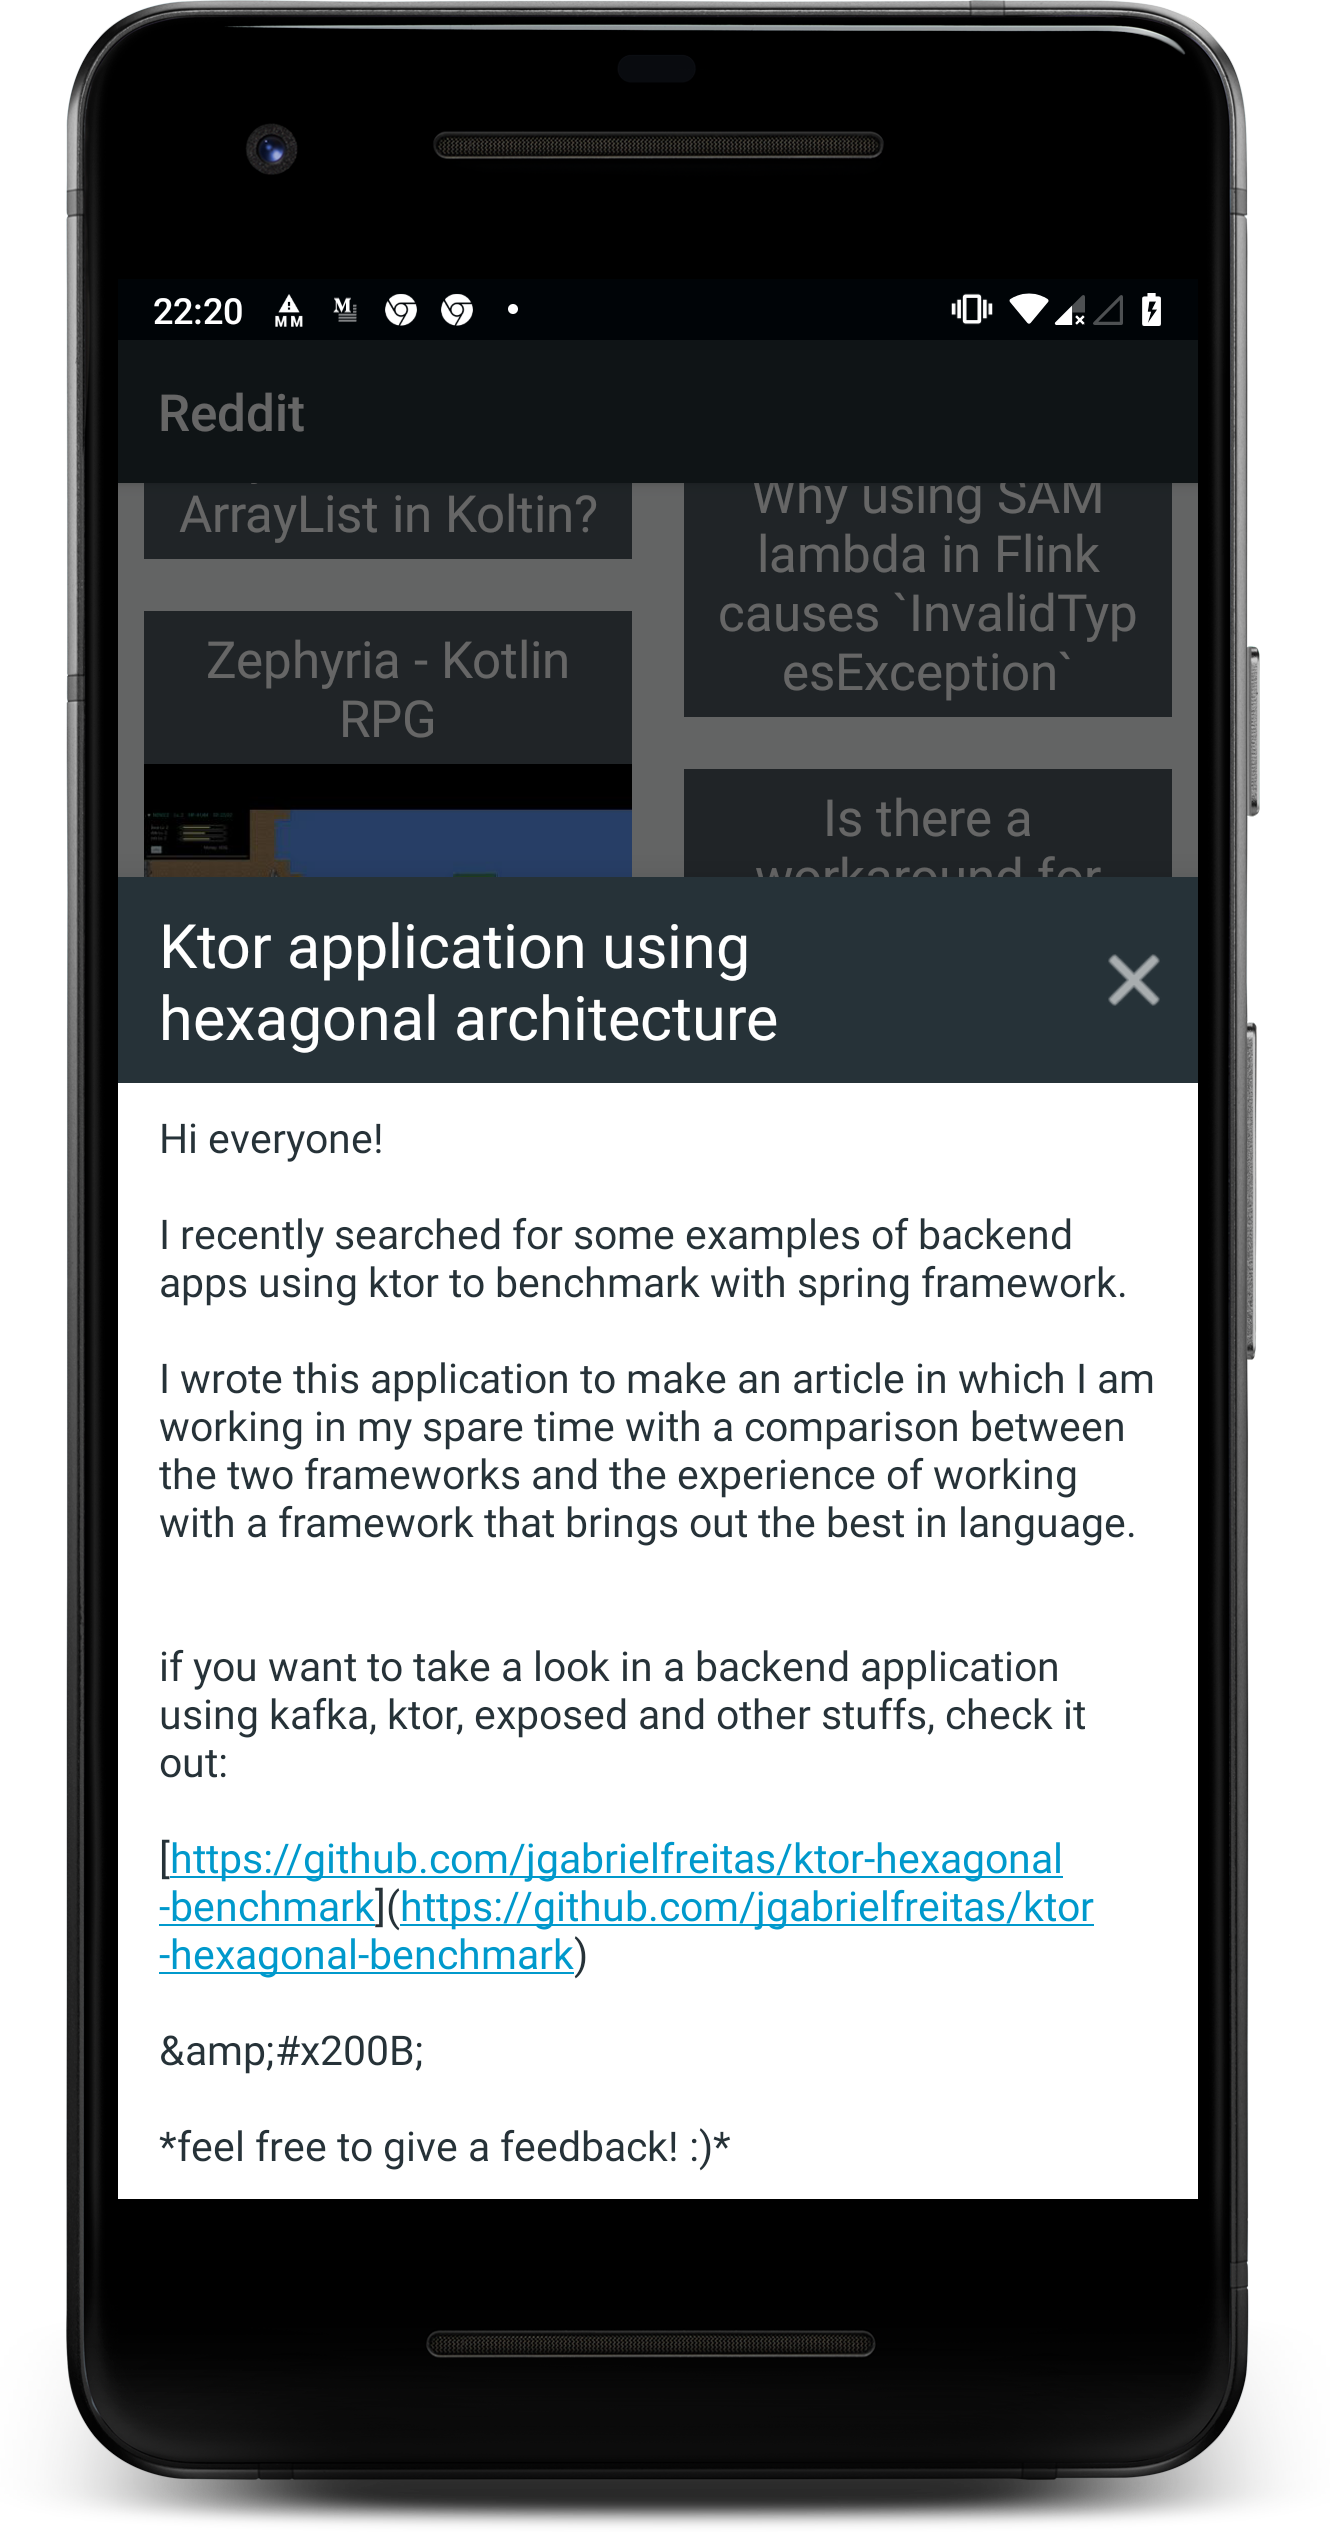 22:20
MM
M
Reddit
ArrayList in Koltin?
Why using SAM
lambda in Flink
causes `InvalidTyp
esException`
Zephyria - Kotlin
RPG
Is there a
workaround for
Ktor application using
hexagonal architecture
Hi everyone!
I recently searched for some examples of backend
apps using ktor to benchmark with spring framework.
I wrote this application to make an article in which I am
working in my spare time with a comparison between
the two frameworks and the experience of working
with a framework that brings out the best in language.
if you want to take a look in a backend application
using kafka, ktor, exposed and other stuffs, check it
out:
[https://github.com/jgabrielfreitas/ktor-hexagonal
-benchmark](https://github.com/jgabrielfreitas/ktor
-hexagonal-benchmark)
&amp;#x200B;
*feel free to give a feedback! :)*